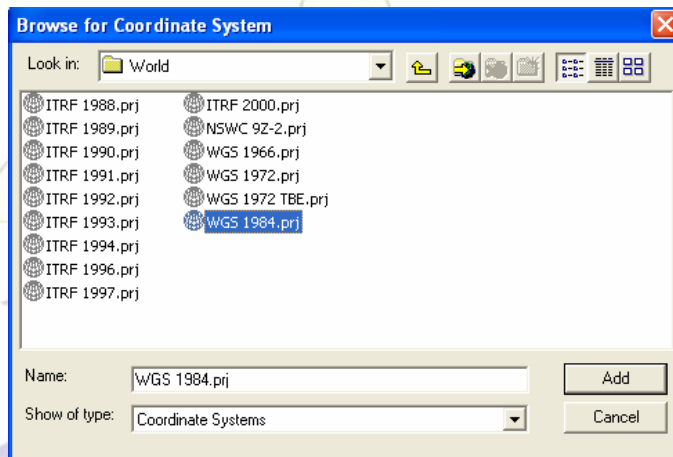 Browse for Coordinate System
Look in: World
ITRF 1988.prj
ITRF 1989.prj
ITRF 1990.prj
ITRF 1991.prj
ITRF 1992.prj
ITRF 1993.prj
ITRF 1994.prj
ITRF 1996.prj
ITRF 1997.prj
ITRF 2000.prj
NSWC 9Z-2.prj
WGS 1966.prj
WGS 1972.prj
WGS 1972 TBE.prj
WGS 1984.prj
Name: WGS 1984.prj
Add
Show of type: Coordinate Systems
Cancel